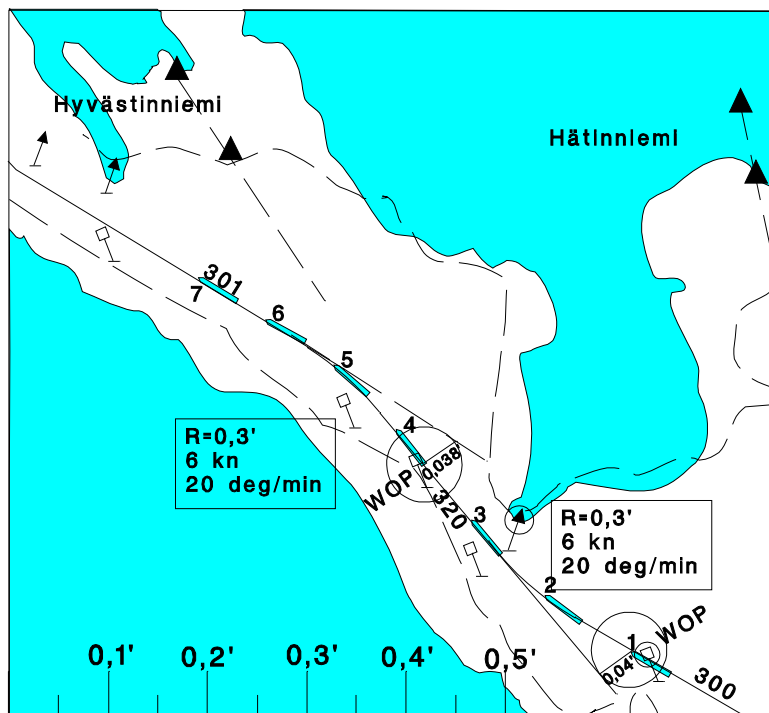 Hyvästinniemi
Hätinniemi
301
7
6
5
4
R=0,3'
6 kn
20 deg/min
0,038'
WOP
320
3
R=0,3'
6 kn
20 deg/min
2
1
WOP
0,04'
300
0,1' 0,2' 0,3' 0,4' 0,5'